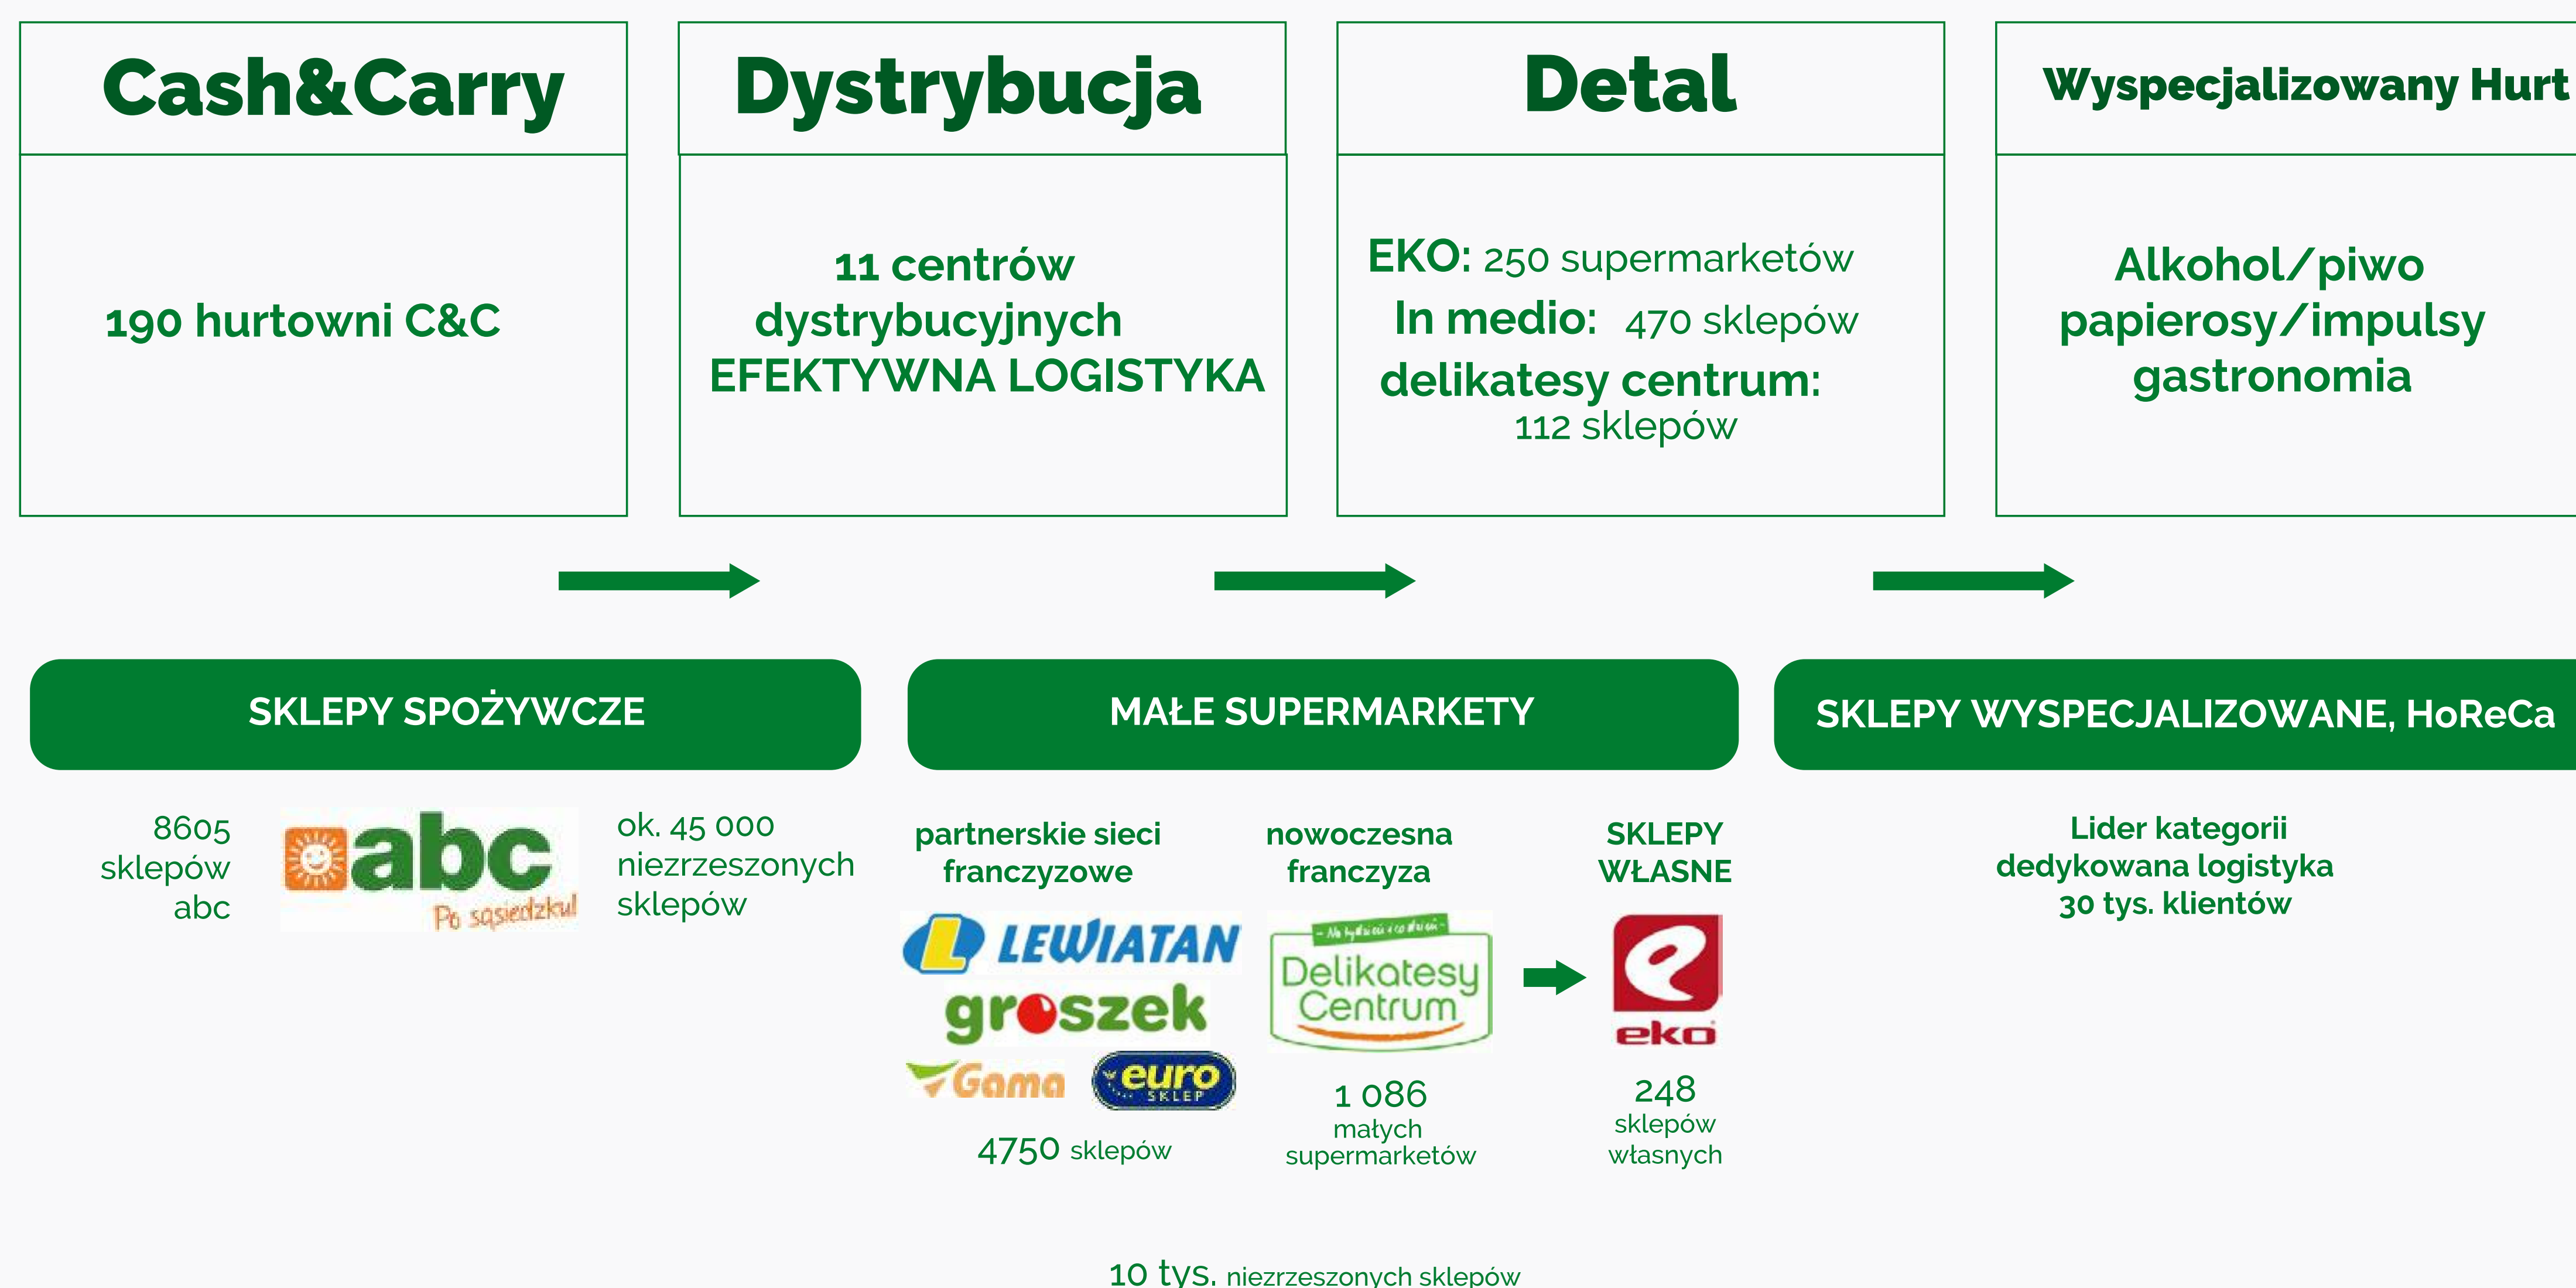 Cash&Carry
190 hurtowni C&C
Dystrybucja
11 centrów
dystrybucyjnych
EFEKTYWNA LOGISTYKA
Detal
EKO: 250 supermarketów
In medio: 470 sklepów
delikatesy centrum:
112 sklepów
Wyspecjalizowany Hurt
Alkohol/piwo
papierosy/impulsy
gastronomia
SKLEPY SPOŻYWCZE
8605
sklepów
abc
abc
Po sąsiedzku!
ok. 45 000
niezrzeszonych
sklepów
MAŁE SUPERMARKETY
partnerskie sieci
franczyzowe
LEWIATAN
groszek
Gama
euro
SKLEP
4750 sklepów
nowoczesna
franczyza
- Na tydzień i co dzień -
Delikatesy
Centrum
1 086
małych
supermarketów
SKLEPY
WŁASNE
eko
248
sklepów
własnych
10 tys. niezrzeszonych sklepów
SKLEPY WYSPECJALIZOWANE, HoReCa
Lider kategorii
dedykowana logistyka
30 tys. klientów